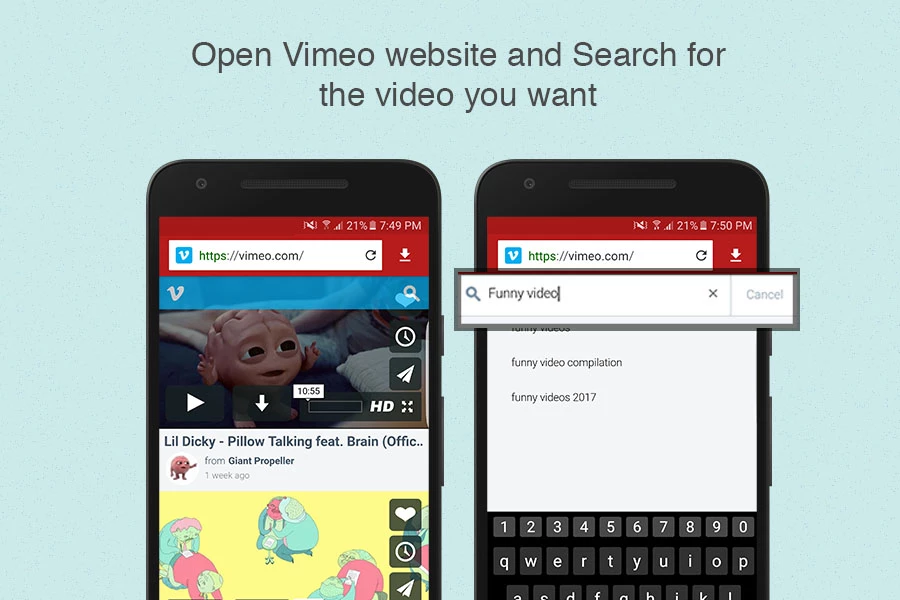 Open Vimeo website and Search for
the video you want
21% 7:49 PM
https://vimeo.com/
10:55
HD
Lil Dicky - Pillow Talking feat. Brain (Offic..
from Giant Propeller
1 week ago
21% 7:50 PM
https://vimeo.com/
Funny video
Cancel
funny videos
funny video compilation
funny videos 2017
1 2 3 4 5 6 7 8 9 0
q w e r t y u i o p
a s d f g h j k l